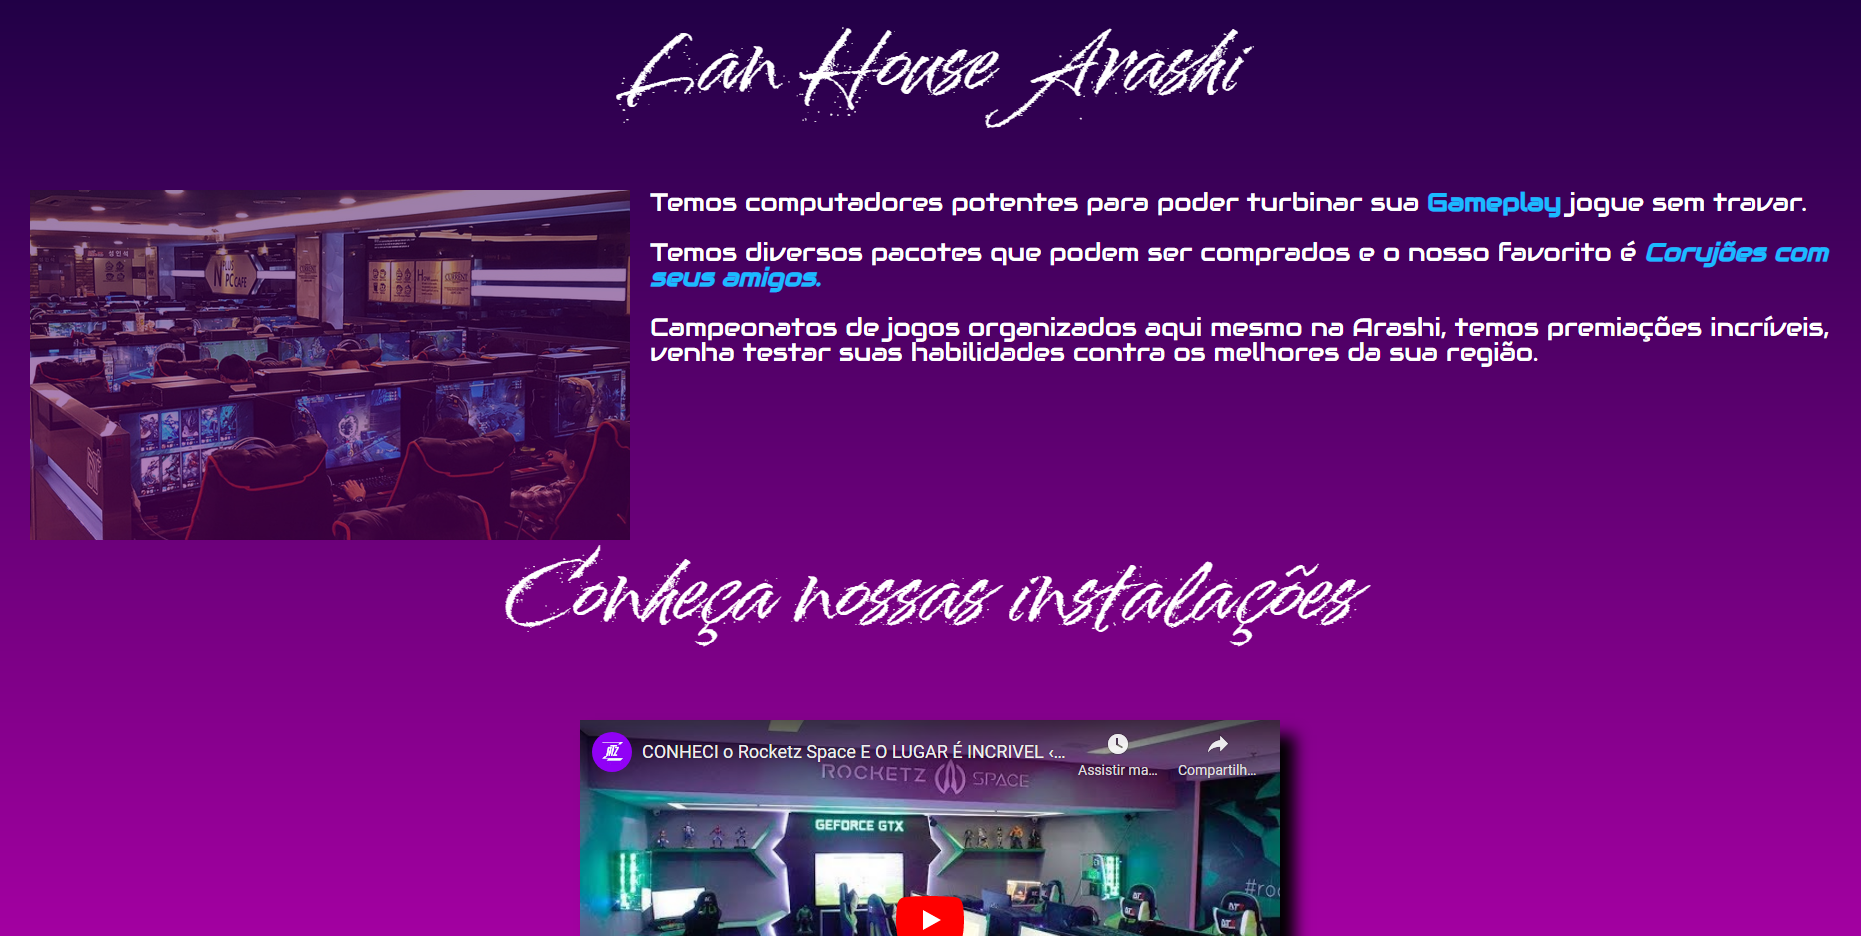 Lan House Arashi
Temos computadores potentes para poder turbinar sua Gameplay jogue sem travar.
Temos diversos pacotes que podem ser comprados e o nosso favorito é Corujões com
seus amigos.
Campeonatos de jogos organizados aqui mesmo na Arashi, temos premiações incríveis,
venha testar suas habilidades contra os melhores da sua região.
N PLUS
PC CAFE
Conheça nossas instalações
CONHECI o Rocketz Space E O LUGAR É INCRIVEL ‹...
Assistir ma...
Compartilh...
ROCKETZ SPACE
GEFORCE GTX